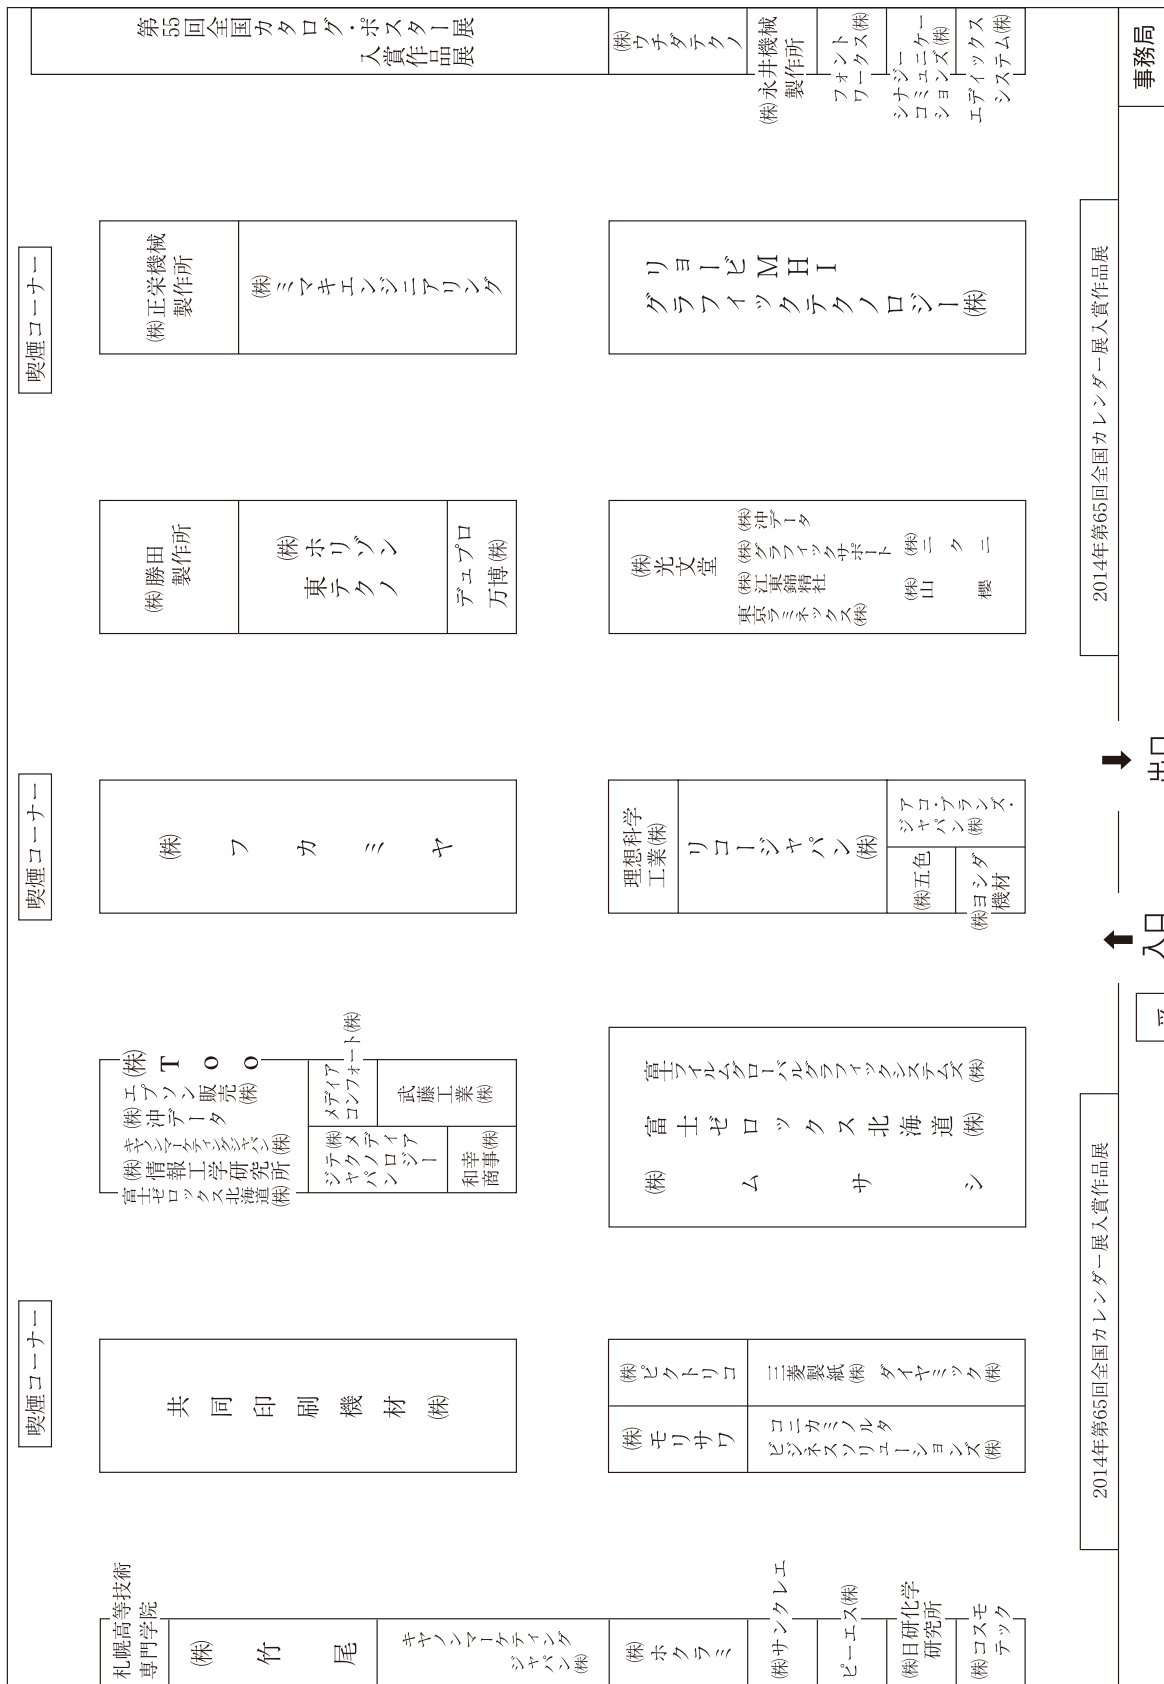 第55回全国カタログ・ポスター展
入賞作品展
㈱ウチダテクノ
㈱永井機械
製作所
フォント
ワークス㈱
シナジー
コミュニケー
ションズ㈱
エディックス
システム㈱
事務局
喫煙コーナー
㈱正栄機械
製作所
㈱ミマキエンジニアリング
リョービMHI
グラフィックテクノロジー㈱
2014年第65回全国カレンダー展入賞作品展
㈱勝田
製作所
㈱ホリゾン
東テクノ
デュプロ
万博㈱
㈱光文堂
㈱沖データ
㈱グラフィックサポート
㈱江東錦精社
東京ラミネックス㈱
㈱ニクニ
㈱山櫻
喫煙コーナー
㈱フカミヤ
理想科学
工業㈱
リコージャパン㈱
アコ・ブランズ・
ジャパン㈱
㈱五色
㈱ヨシダ
機材
出口
入口
㈱Too
エプソン販売㈱
㈱沖データ
キヤノンマーケティングジャパン㈱
㈱情報工学研究所
富士ゼロックス北海道㈱
メディア
コンフォート㈱
武藤工業㈱
ジャパン
テクノロジー
㈱メディア
和幸
商事㈱
富士フイルムグローバルグラフィックシステムズ㈱
富士ゼロックス北海道㈱
㈱ムサシ
喫煙コーナー
共同印刷機材㈱
㈱ピクトリコ
三菱製紙㈱ ダイヤミック㈱
㈱モリサワ
コニカミノルタ
ビジネスソリューションズ㈱
2014年第65回全国カレンダー展入賞作品展
札幌高等技術
専門学院
㈱竹尾
キヤノンマーケティング
ジャパン㈱
㈱ホクラミ
㈱サンクレエ
ピーエス㈱
㈱日研化学
研究所
㈱コスモ
テック